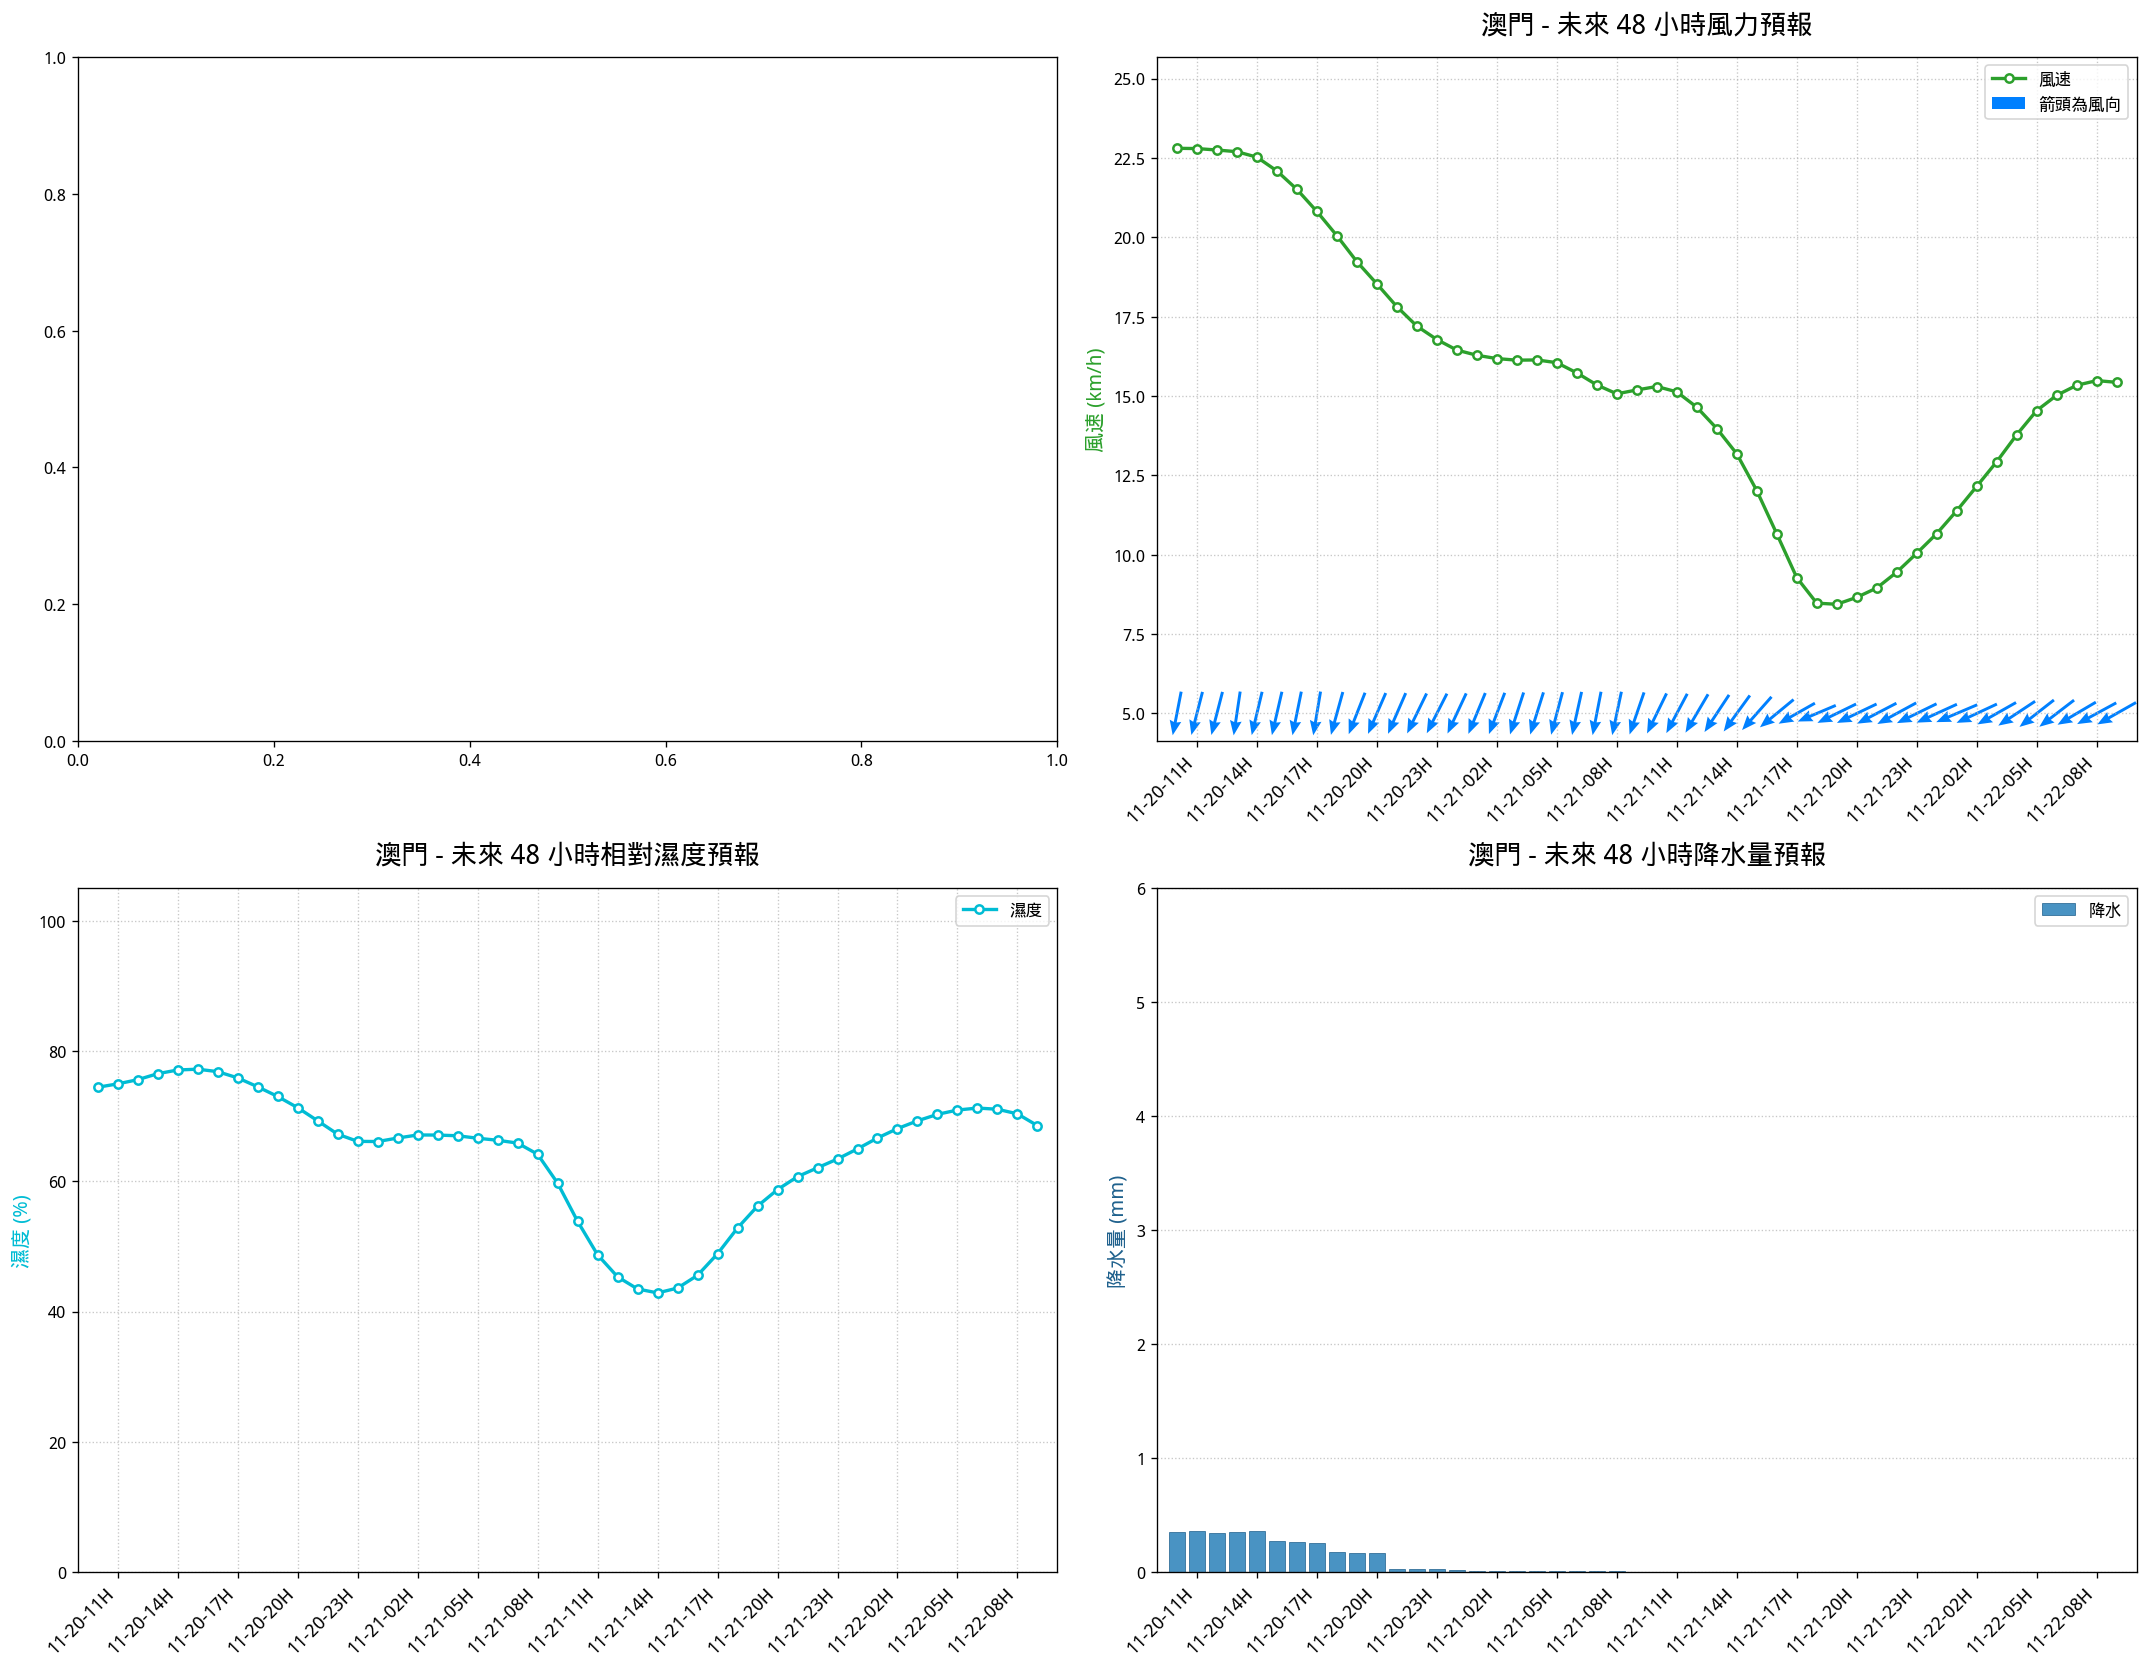 澳門 - 未來 48 小時風力預報
1.0
0.8
0.6
0.4
0.2
0.0
0.0
0.2
0.4
0.6
0.8
1.0
風速
箭頭為風向
風速 (km/h)
25.0
22.5
20.0
17.5
15.0
12.5
10.0
7.5
5.0
11-20-11H
11-20-14H
11-20-17H
11-20-20H
11-20-23H
11-21-02H
11-21-05H
11-21-08H
11-21-11H
11-21-14H
11-21-17H
11-21-20H
11-21-23H
11-22-02H
11-22-05H
11-22-08H
澳門 - 未來 48 小時相對濕度預報
濕度
濕度 (%)
100
80
60
40
20
0
11-20-11H
11-20-14H
11-20-17H
11-20-20H
11-20-23H
11-21-02H
11-21-05H
11-21-08H
11-21-11H
11-21-14H
11-21-17H
11-21-20H
11-21-23H
11-22-02H
11-22-05H
11-22-08H
澳門 - 未來 48 小時降水量預報
降水
降水量 (mm)
6
5
4
3
2
1
0
11-20-11H
11-20-14H
11-20-17H
11-20-20H
11-20-23H
11-21-02H
11-21-05H
11-21-08H
11-21-11H
11-21-14H
11-21-17H
11-21-20H
11-21-23H
11-22-02H
11-22-05H
11-22-08H